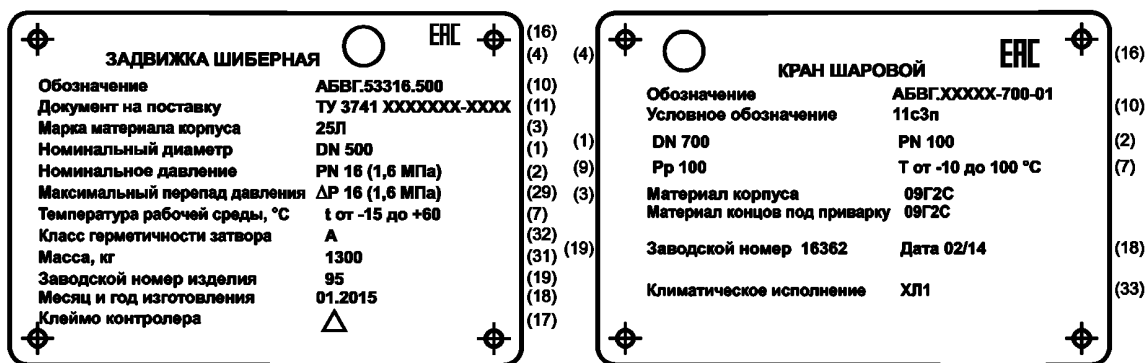 EAC (16)
ЗАДВИЖКА ШИБЕРНАЯ (4)
Обозначение АБВГ.53316.500 (10)
Документ на поставку ТУ 3741 XXXXXXX-XXXX (11)
Марка материала корпуса 25Л (3)
Номинальный диаметр DN 500 (1)
Номинальное давление PN 16 (1,6 МПа) (2)
Максимальный перепад давления ΔР 16 (1,6 МПа) (29)
Температура рабочей среды, °С t от -15 до +60 (7)
Класс герметичности затвора А (32)
Масса, кг 1300 (31)
Заводской номер изделия 95 (19)
Месяц и год изготовления 01.2015 (18)
Клеймо контролера (17)
(4) EAC (16)
КРАН ШАРОВОЙ
Обозначение АБВГ.XXXXX-700-01
Условное обозначение 11с3п (10)
(1) DN 700 PN 100 (2)
(9) Рр 100 Т от -10 до 100 °С (7)
(3) Материал корпуса 09Г2С
Материал концов под приварку 09Г2С
(19) Заводской номер 16362 Дата 02/14 (18)
Климатическое исполнение ХЛ1 (33)